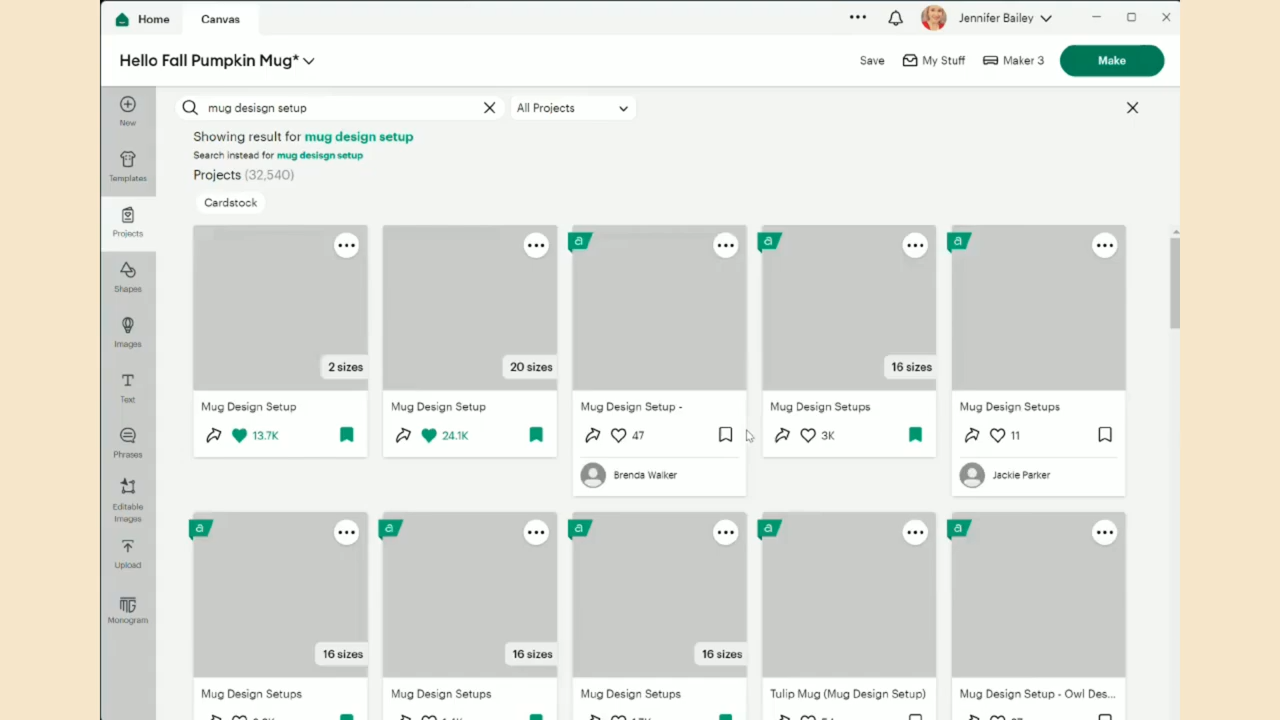 Home
Canvas
Jennifer Bailey
Hello Fall Pumpkin Mug*
Save
My Stuff
Maker 3
Make
New
Templates
Projects
Shapes
Images
Text
Phrases
Editable
Images
Upload
MG
Monogram
mug desisgn setup
All Projects
Showing result for mug design setup
Search instead for mug desisgn setup
Projects (32,540)
Cardstock
2 sizes
20 sizes
a
a
16 sizes
a
Mug Design Setup
Mug Design Setup
Mug Design Setup -
Mug Design Setups
Mug Design Setups
13.7K
24.1K
47
3K
11
Brenda Walker
Jackie Parker
a
16 sizes
a
16 sizes
a
16 sizes
a
a
Mug Design Setups
Mug Design Setups
Mug Design Setups
Tulip Mug (Mug Design Setup)
Mug Design Setup - Owl Des...